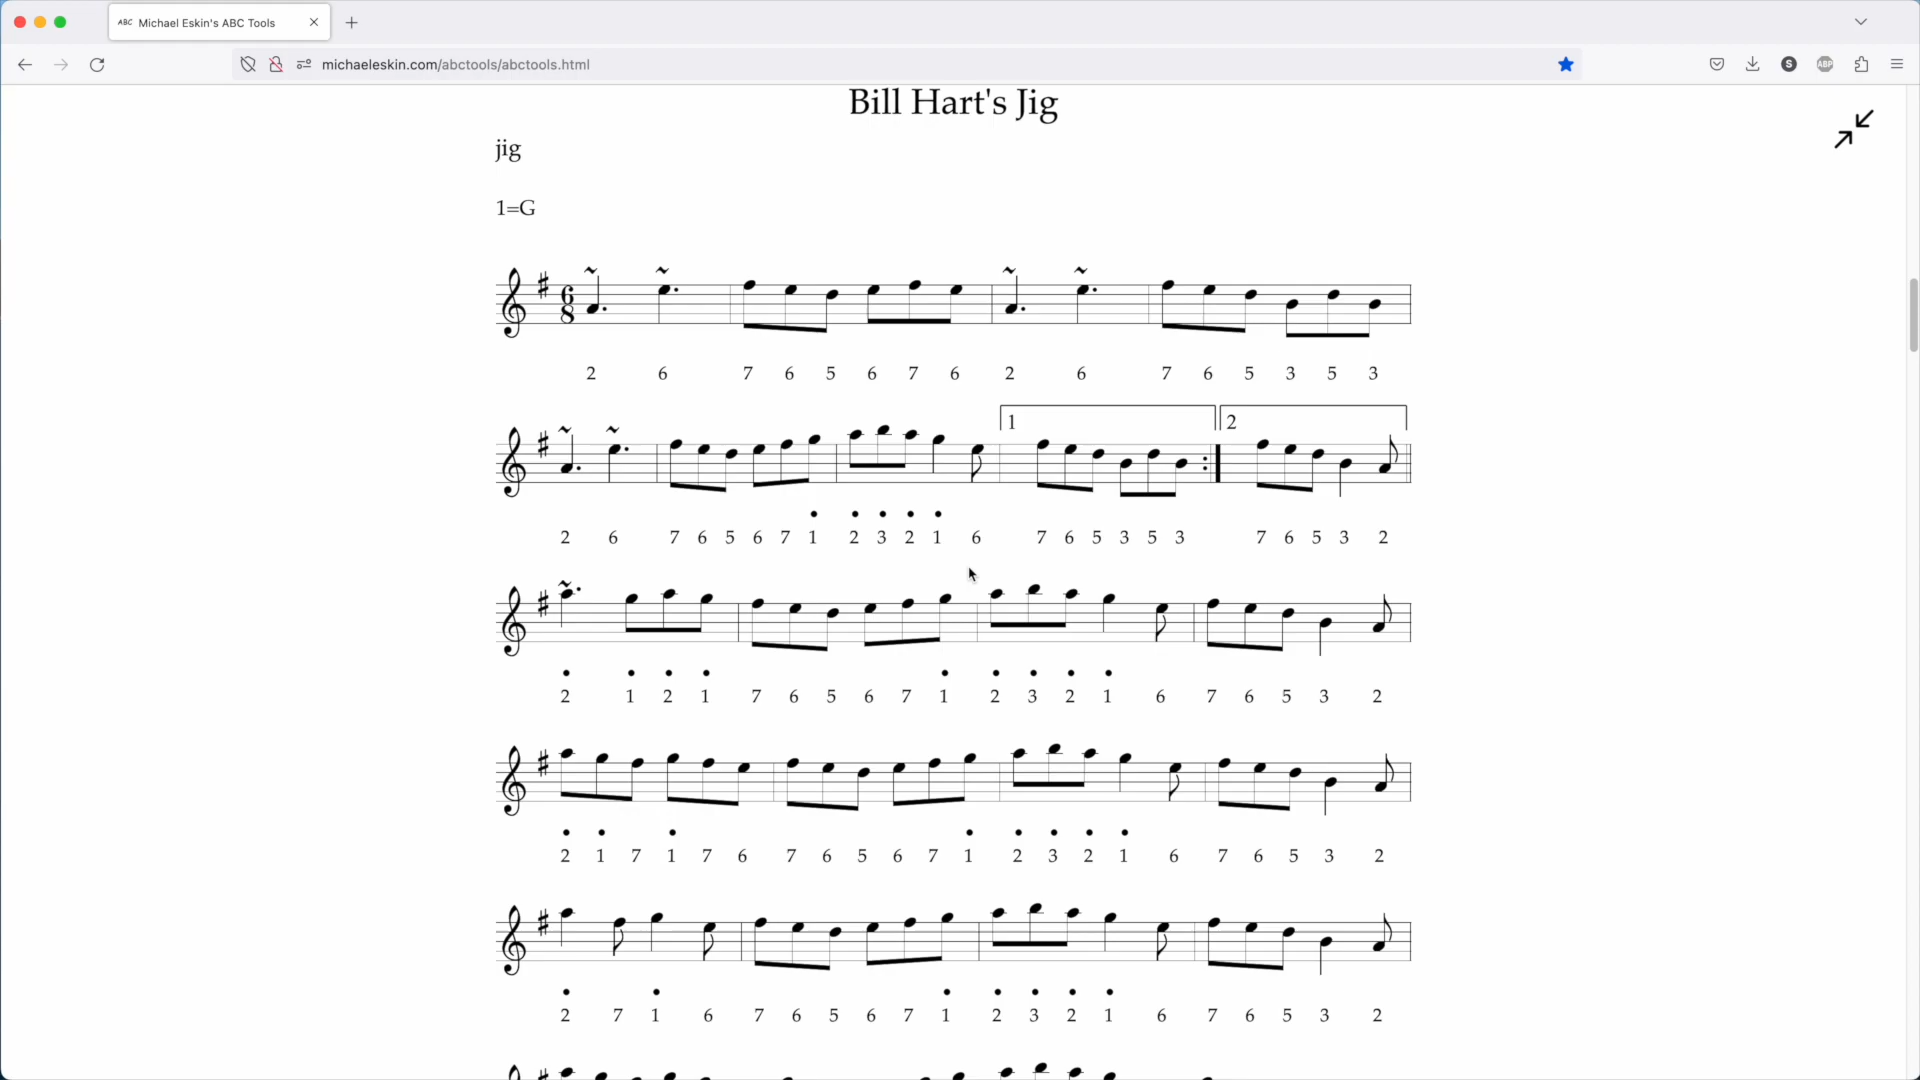 ABC Michael Eskin's ABC Tools
michaeleskin.com/abctools/abctools.html
S
ABP
Bill Hart's Jig
jig
1=G
6
8
2 6 7 6 5 6 7 6 2 6 7 6 5 3 5 3
1 2
2 6 7 6 5 6 7 1 2 3 2 1 6 7 6 5 3 5 3 7 6 5 3 2
2 1 2 1 7 6 5 6 7 1 2 3 2 1 6 7 6 5 3 2
2 1 7 1 7 6 7 6 5 6 7 1 2 3 2 1 6 7 6 5 3 2
2 7 1 6 7 6 5 6 7 1 2 3 2 1 6 7 6 5 3 2